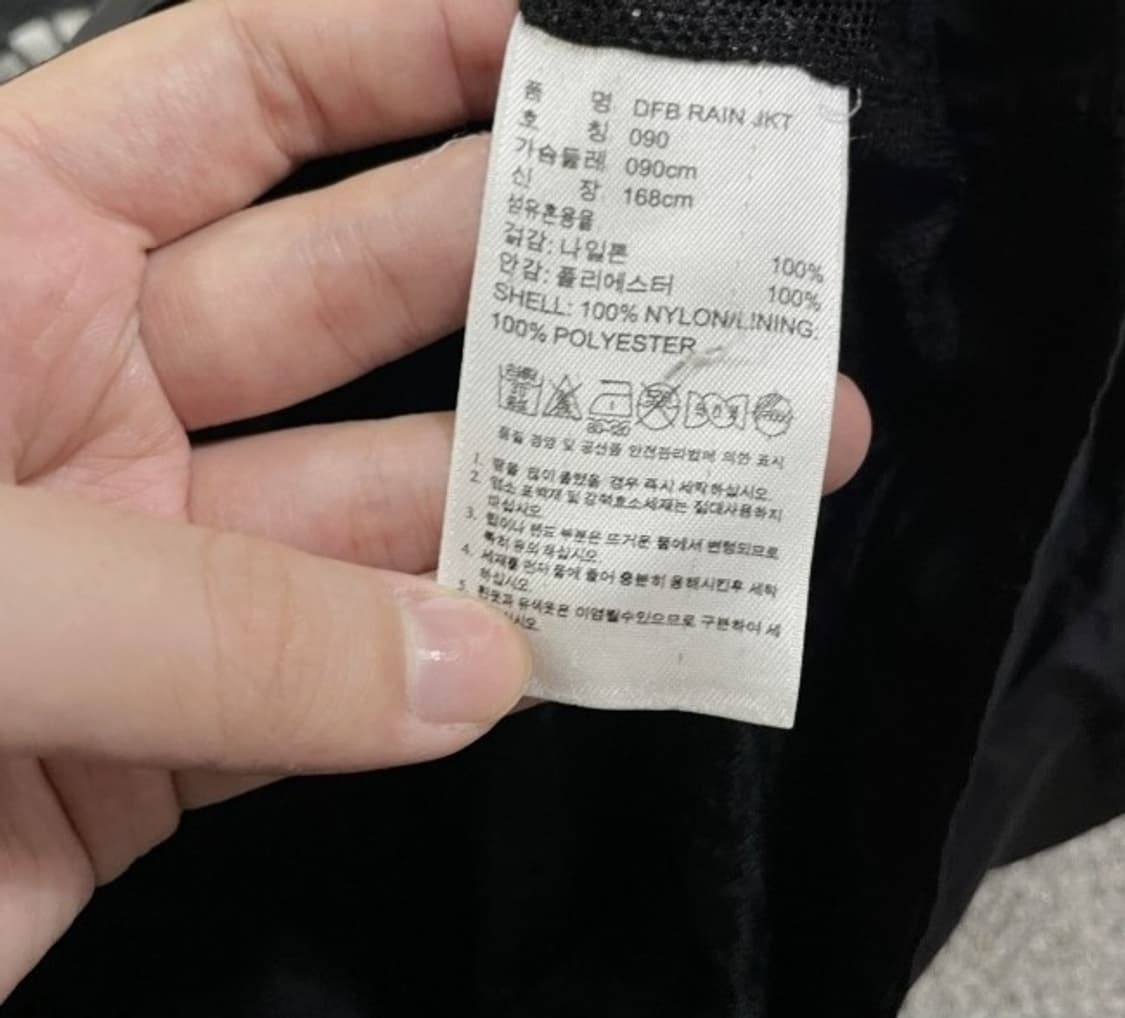 품 명 DFB RAIN JKT
호 칭 090
가슴둘레 090cm
신 장 168cm
섬유혼용율
겉감: 나일론 100%
안감: 폴리에스터 100%
SHELL: 100% NYLON/LINING:
100% POLYESTER
80~120
품질 경영 및 공산품 안전관리법에 의한 표시
1. 땀을 많이 흘렸을 경우 즉시 세탁하십시오.
2. 염소 표백제 및 강력효소세제는 절대사용하지
마십시오.
3. 립이나 밴드 부분은 뜨거운 물에서 변형되므로
특히 유의 하십시오.
4. 세제를 먼저 물에 풀어 충분히 용해시킨후 세탁
하십시오.
5. 흰옷과 유색옷은 이염될수있으므로 구분하여 세
십시오.